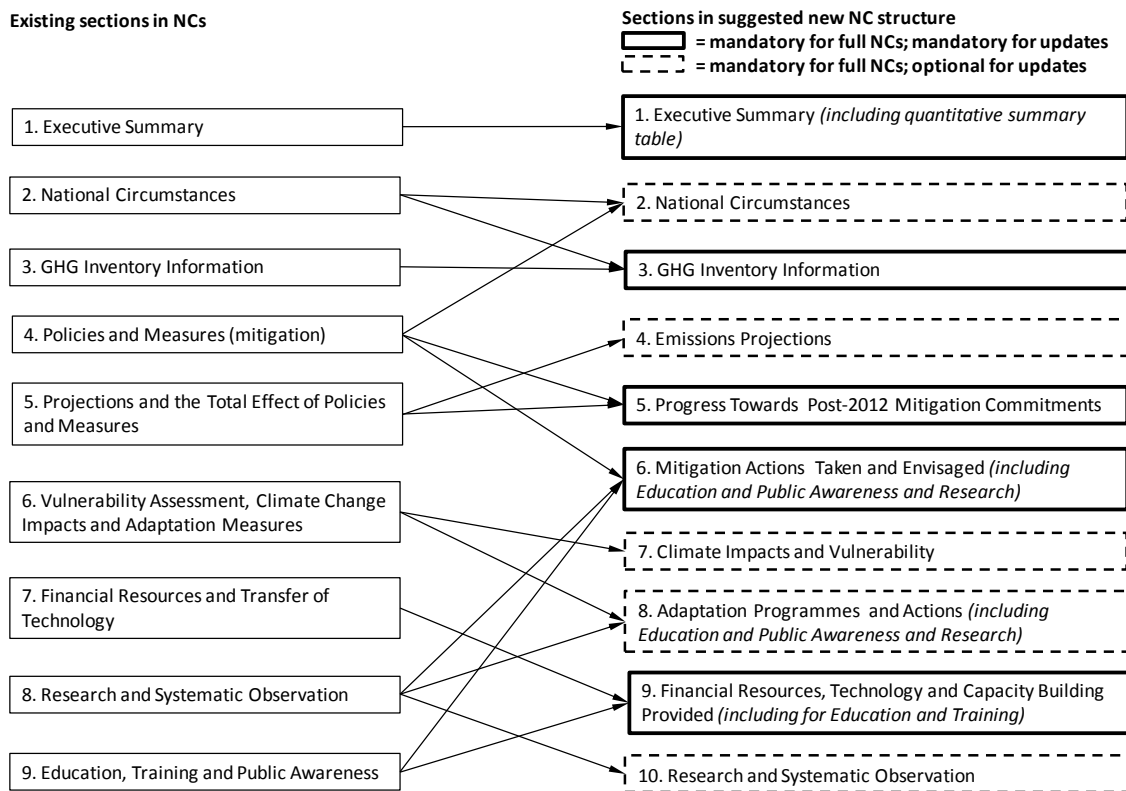 Existing sections in NCs
1. Executive Summary
2. National Circumstances
3. GHG Inventory Information
4. Policies and Measures (mitigation)
5. Projections and the Total Effect of Policies
and Measures
6. Vulnerability Assessment, Climate Change
Impacts and Adaptation Measures
7. Financial Resources and Transfer of
Technology
8. Research and Systematic Observation
9. Education, Training and Public Awareness
Sections in suggested new NC structure
= mandatory for full NCs; mandatory for updates
= mandatory for full NCs; optional for updates
1. Executive Summary (including quantitative summary
table)
2. National Circumstances
3. GHG Inventory Information
4. Emissions Projections
5. Progress Towards Post-2012 Mitigation Commitments
6. Mitigation Actions Taken and Envisaged (including
Education and Public Awareness and Research)
7. Climate Impacts and Vulnerability
8. Adaptation Programmes and Actions (including
Education and Public Awareness and Research)
9. Financial Resources, Technology and Capacity Building
Provided (including for Education and Training)
10. Research and Systematic Observation